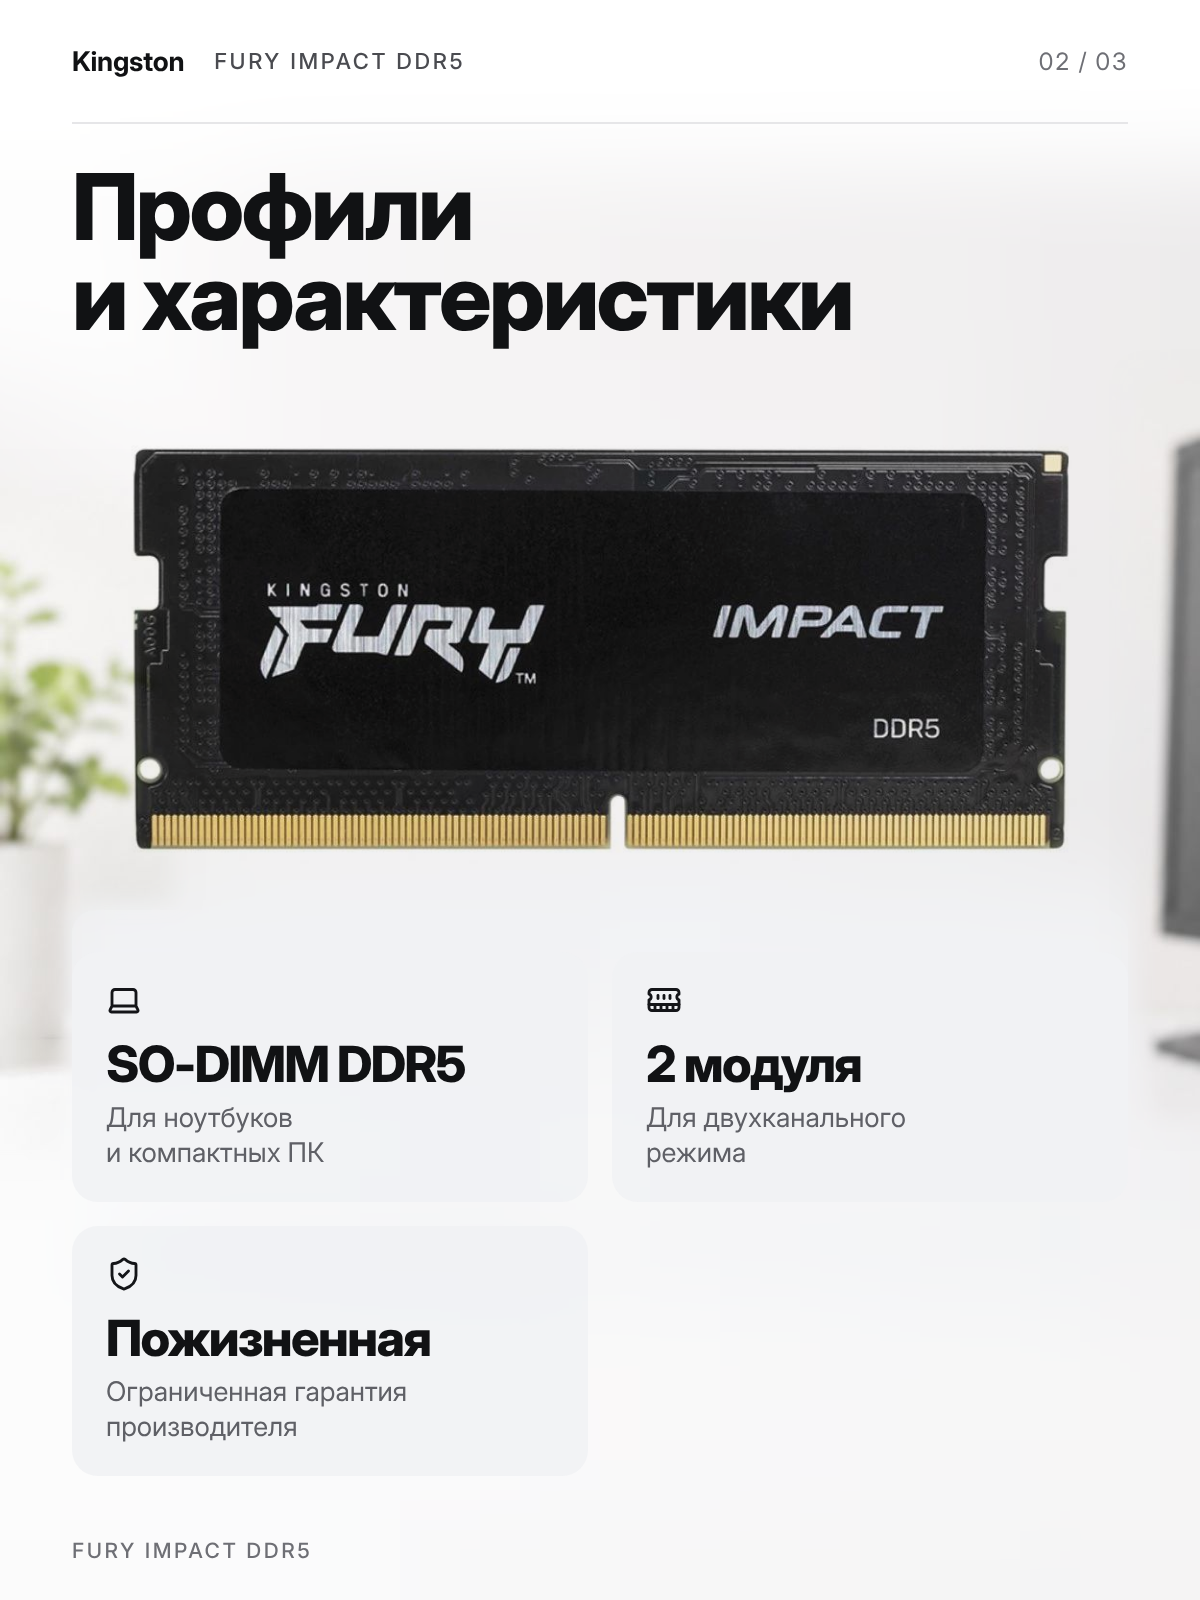 Kingston FURY IMPACT DDR5 02 / 03
Профили
и характеристики
KINGSTON
FURY™
IMPACT
DDR5
SO-DIMM DDR5
Для ноутбуков
и компактных ПК
2 модуля
Для двухканального
режима
Пожизненная
Ограниченная гарантия
производителя
FURY IMPACT DDR5